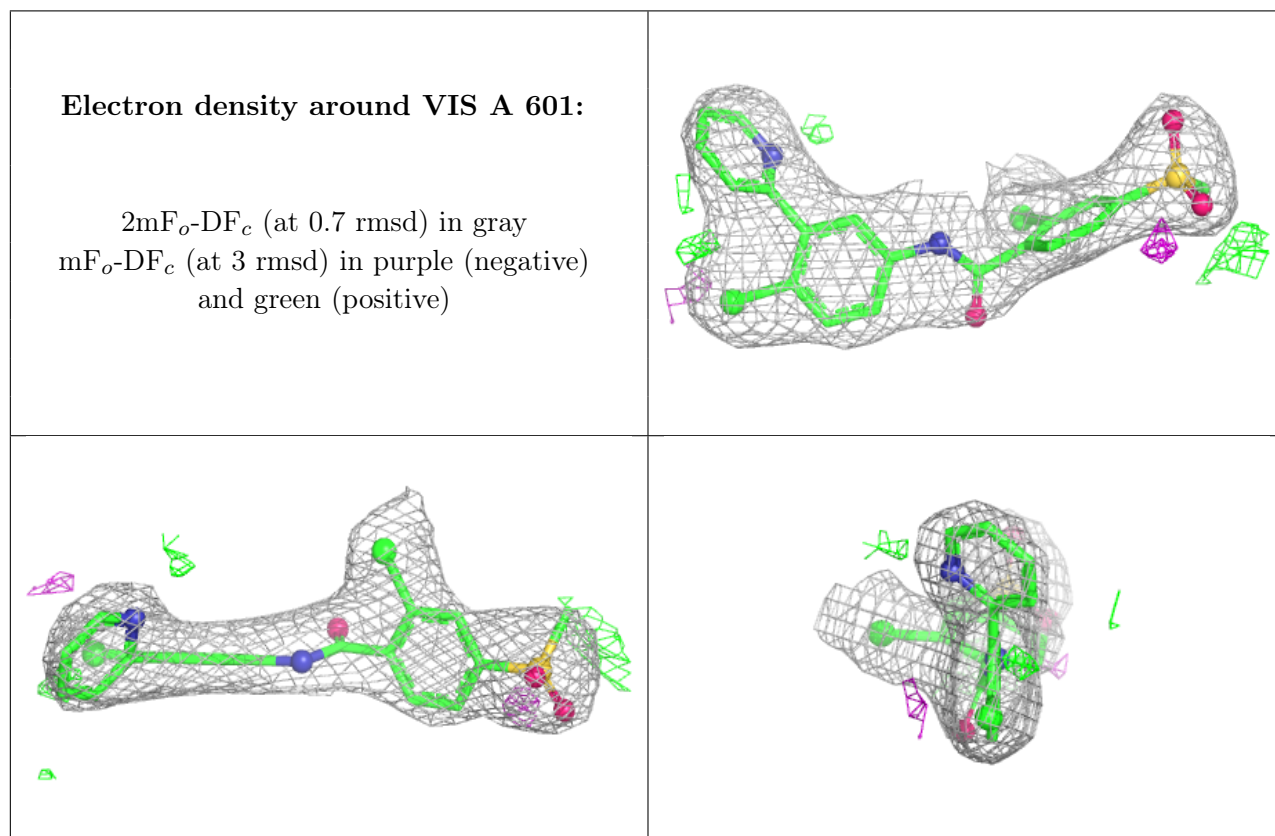 Electron density around VIS A 601:
2mFo-DFc (at 0.7 rmsd) in gray
mFo-DFc (at 3 rmsd) in purple (negative)
and green (positive)